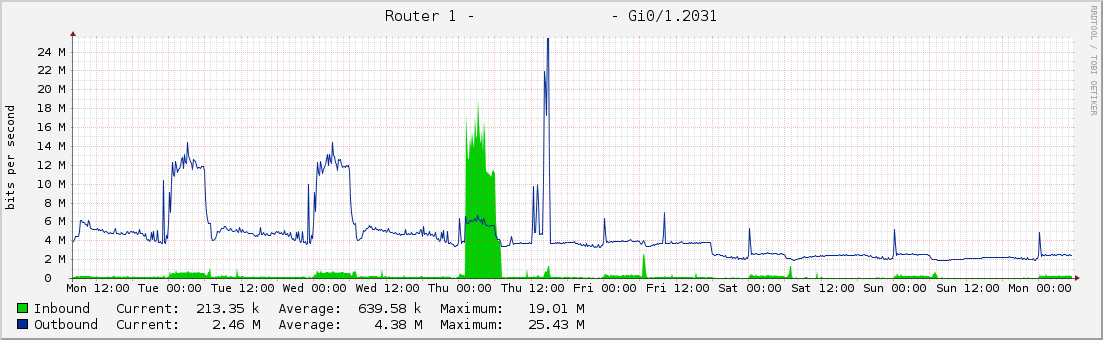 Router 1 - - Gi0/1.2031
RRDTOOL / TOBI OETIKER
bits per second
24 M
22 M
20 M
18 M
16 M
14 M
12 M
10 M
8 M
6 M
4 M
2 M
0
Mon 12:00 Tue 00:00 Tue 12:00 Wed 00:00 Wed 12:00 Thu 00:00 Thu 12:00 Fri 00:00 Fri 12:00 Sat 00:00 Sat 12:00 Sun 00:00 Sun 12:00 Mon 00:00
Inbound Current: 213.35 k Average: 639.58 k Maximum: 19.01 M
Outbound Current: 2.46 M Average: 4.38 M Maximum: 25.43 M